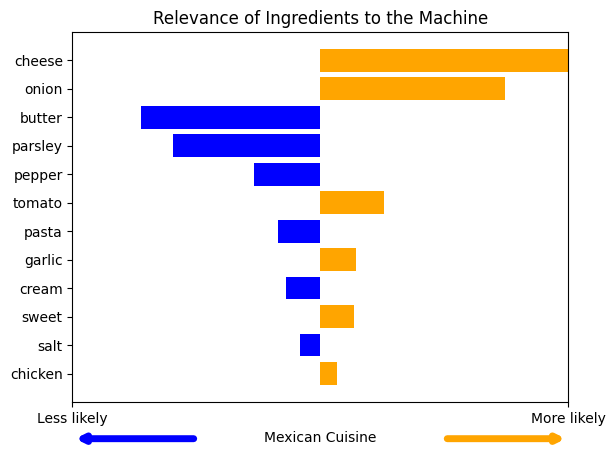 Relevance of Ingredients to the Machine
cheese
onion
butter
parsley
pepper
tomato
pasta
garlic
cream
sweet
salt
chicken
Less likely More likely
Mexican Cuisine